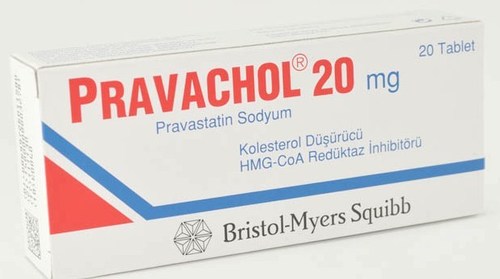 PRAVACHOL® 20 mg
20 Tablet
Pravastatin Sodyum
Kolesterol Düşürücü
HMG-CoA Redüktaz İnhibitörü
Bristol-Myers Squibb